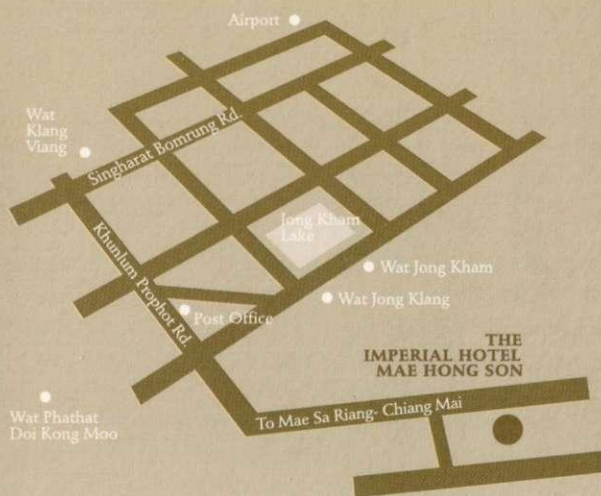 Airport
Wat
Klang
Viang
Singharat Bomrung Rd.
Jong Kham
Lake
Khunlum Prophot Rd.
Wat Jong Kham
Wat Jong Klang
Post Office
THE
IMPERIAL HOTEL
MAE HONG SON
Wat Phathat
Doi Kong Moo
To Mae Sa Riang- Chiang Mai